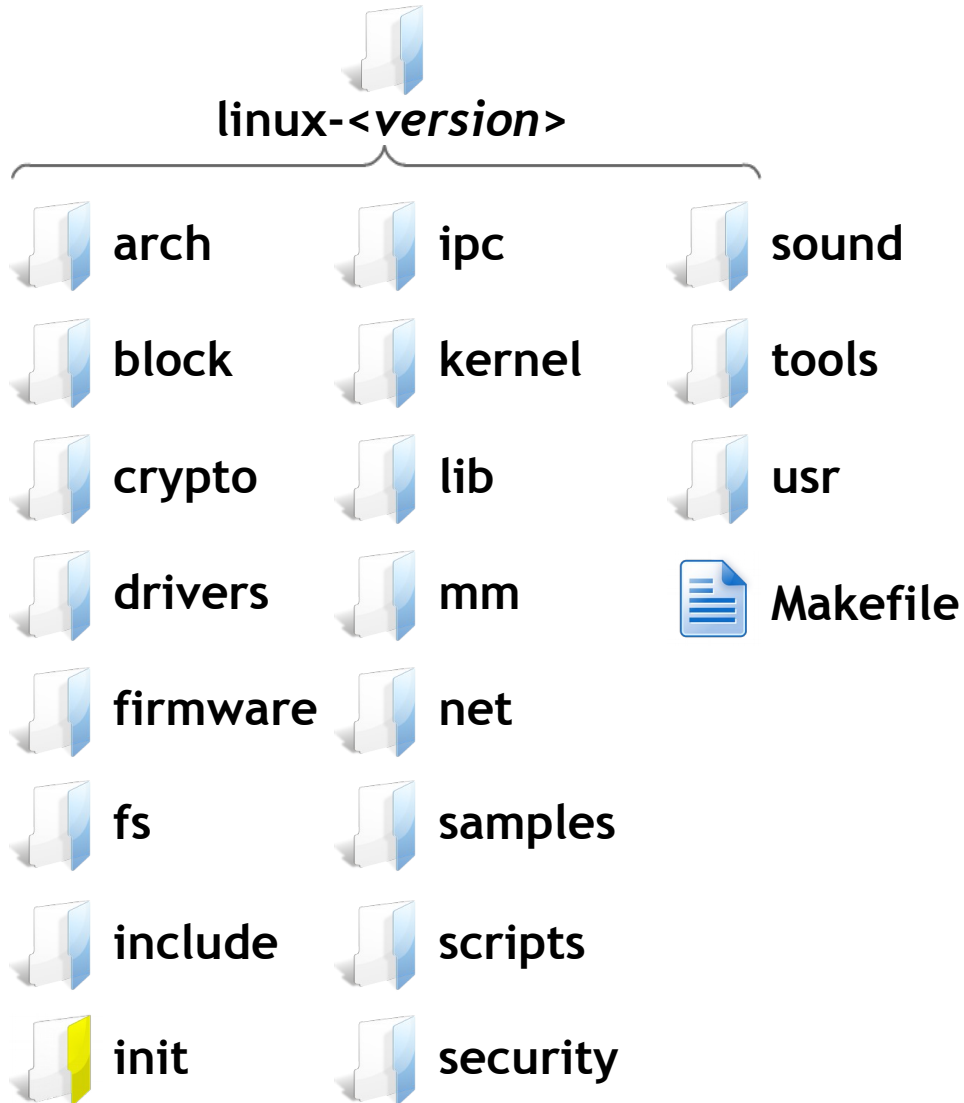 linux-<version>
arch
block
crypto
drivers
firmware
fs
include
init
ipc
kernel
lib
mm
net
samples
scripts
security
sound
tools
usr
Makefile